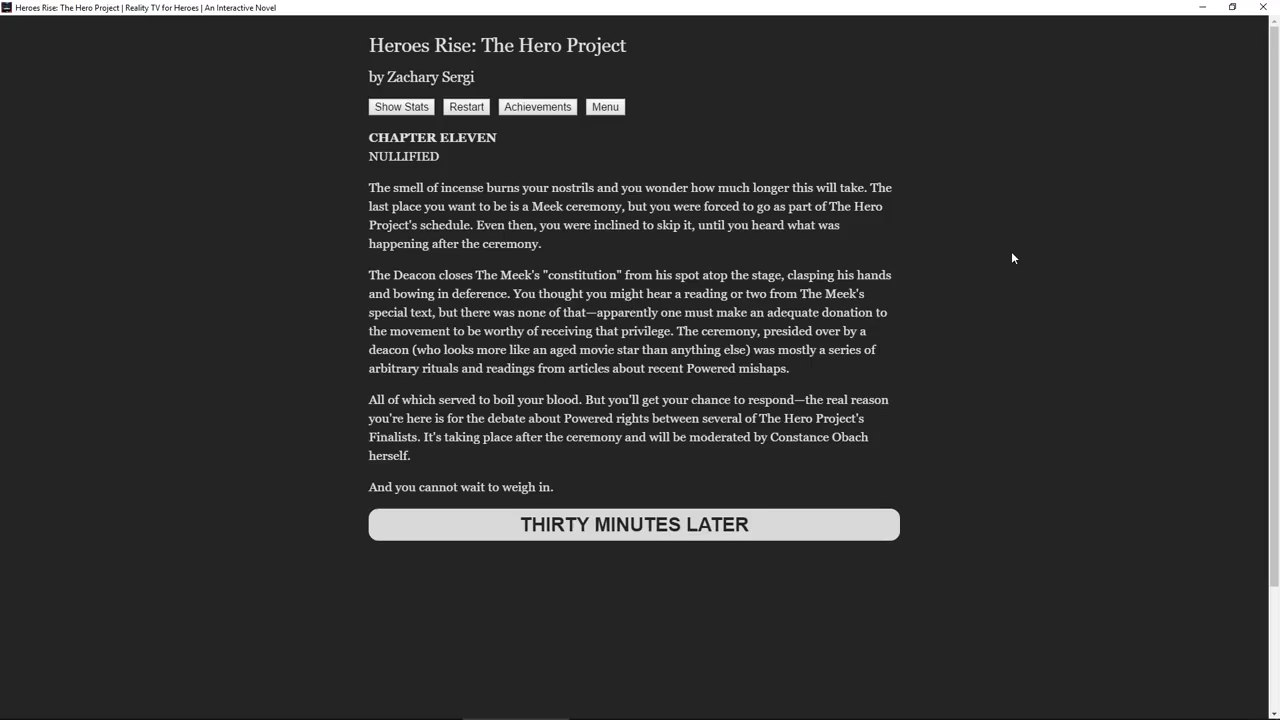 Heroes Rise: The Hero Project | Reality TV for Heroes | An Interactive Novel
Heroes Rise: The Hero Project
by Zachary Sergi
Show Stats Restart Achievements Menu
CHAPTER ELEVEN
NULLIFIED
The smell of incense burns your nostrils and you wonder how much longer this will take. The
last place you want to be is a Meek ceremony, but you were forced to go as part of The Hero
Project's schedule. Even then, you were inclined to skip it, until you heard what was
happening after the ceremony.
The Deacon closes The Meek's "constitution" from his spot atop the stage, clasping his hands
and bowing in deference. You thought you might hear a reading or two from The Meek's
special text, but there was none of that—apparently one must make an adequate donation to
the movement to be worthy of receiving that privilege. The ceremony, presided over by a
deacon (who looks more like an aged movie star than anything else) was mostly a series of
arbitrary rituals and readings from articles about recent Powered mishaps.
All of which served to boil your blood. But you'll get your chance to respond—the real reason
you're here is for the debate about Powered rights between several of The Hero Project's
Finalists. It's taking place after the ceremony and will be moderated by Constance Obach
herself.
And you cannot wait to weigh in.
THIRTY MINUTES LATER